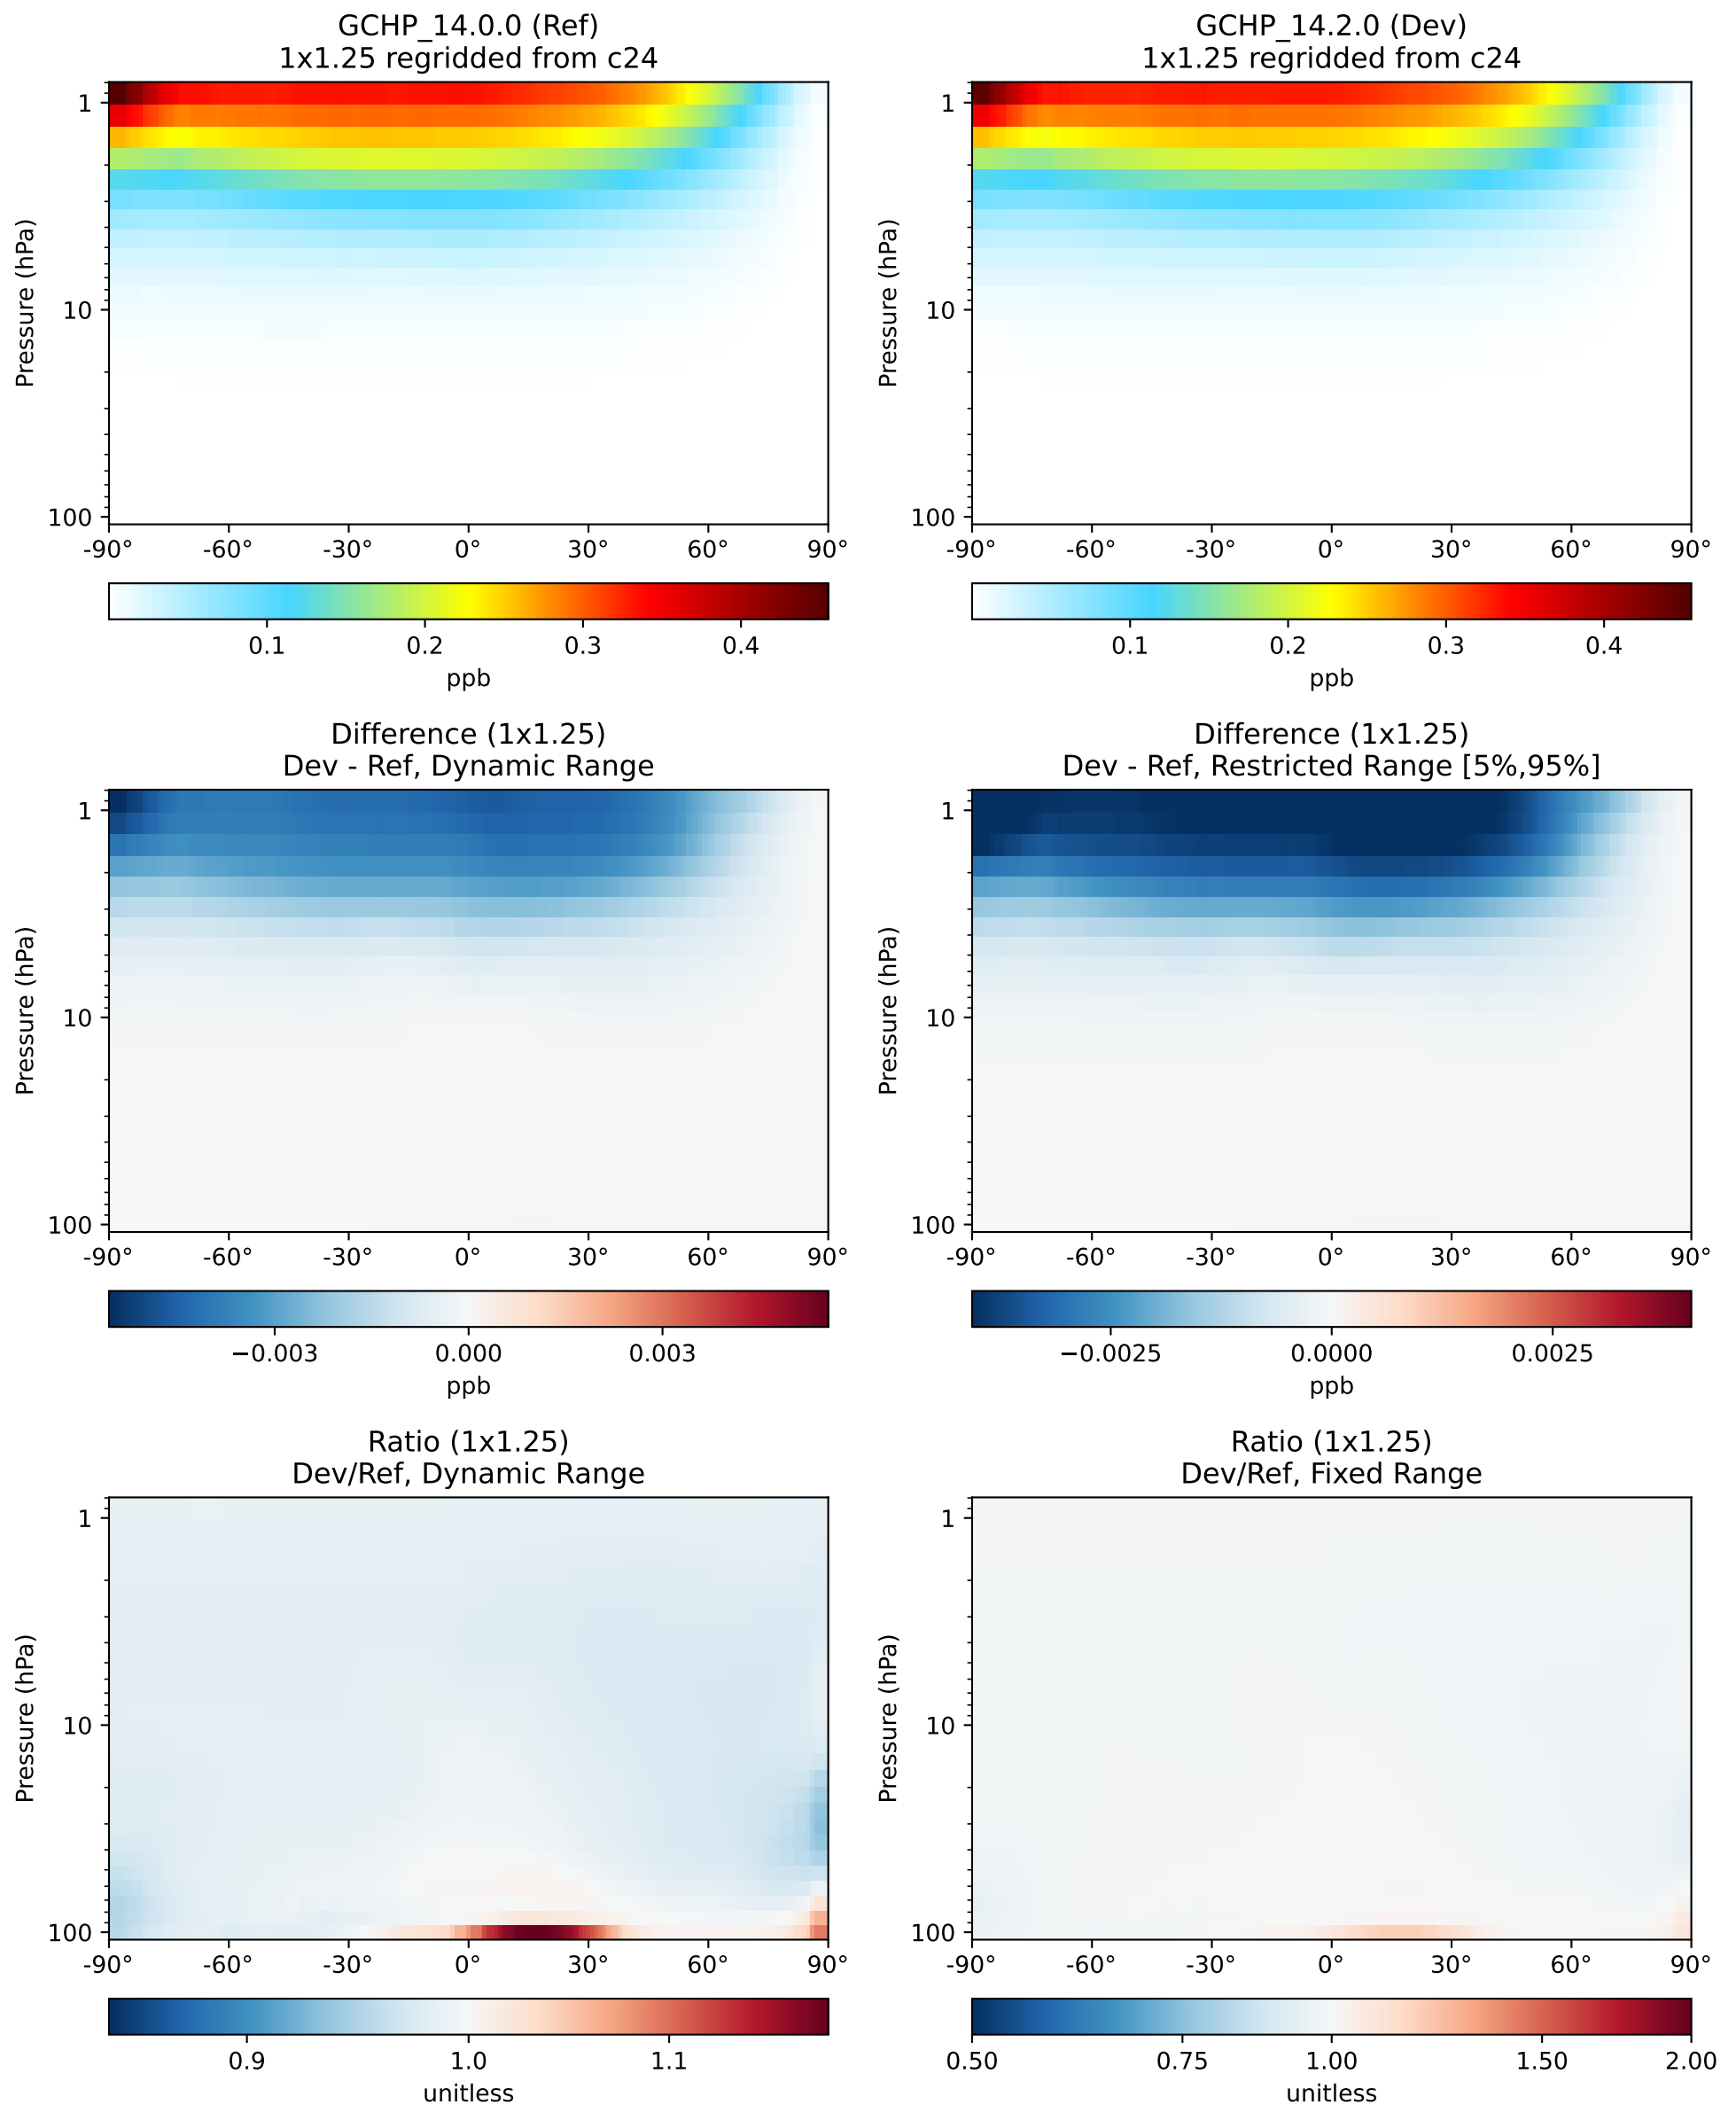 GCHP_14.0.0 (Ref)
1x1.25 regridded from c24
Pressure (hPa)
1
10
100
-90° -60° -30° 0° 30° 60° 90°
0.1 0.2 0.3 0.4
ppb
GCHP_14.2.0 (Dev)
1x1.25 regridded from c24
Pressure (hPa)
1
10
100
-90° -60° -30° 0° 30° 60° 90°
0.1 0.2 0.3 0.4
ppb
Difference (1x1.25)
Dev - Ref, Dynamic Range
Pressure (hPa)
1
10
100
-90° -60° -30° 0° 30° 60° 90°
−0.003 0.000 0.003
ppb
Difference (1x1.25)
Dev - Ref, Restricted Range [5%,95%]
Pressure (hPa)
1
10
100
-90° -60° -30° 0° 30° 60° 90°
−0.0025 0.0000 0.0025
ppb
Ratio (1x1.25)
Dev/Ref, Dynamic Range
Pressure (hPa)
1
10
100
-90° -60° -30° 0° 30° 60° 90°
0.9 1.0 1.1
unitless
Ratio (1x1.25)
Dev/Ref, Fixed Range
Pressure (hPa)
1
10
100
-90° -60° -30° 0° 30° 60° 90°
0.50 0.75 1.00 1.50 2.00
unitless